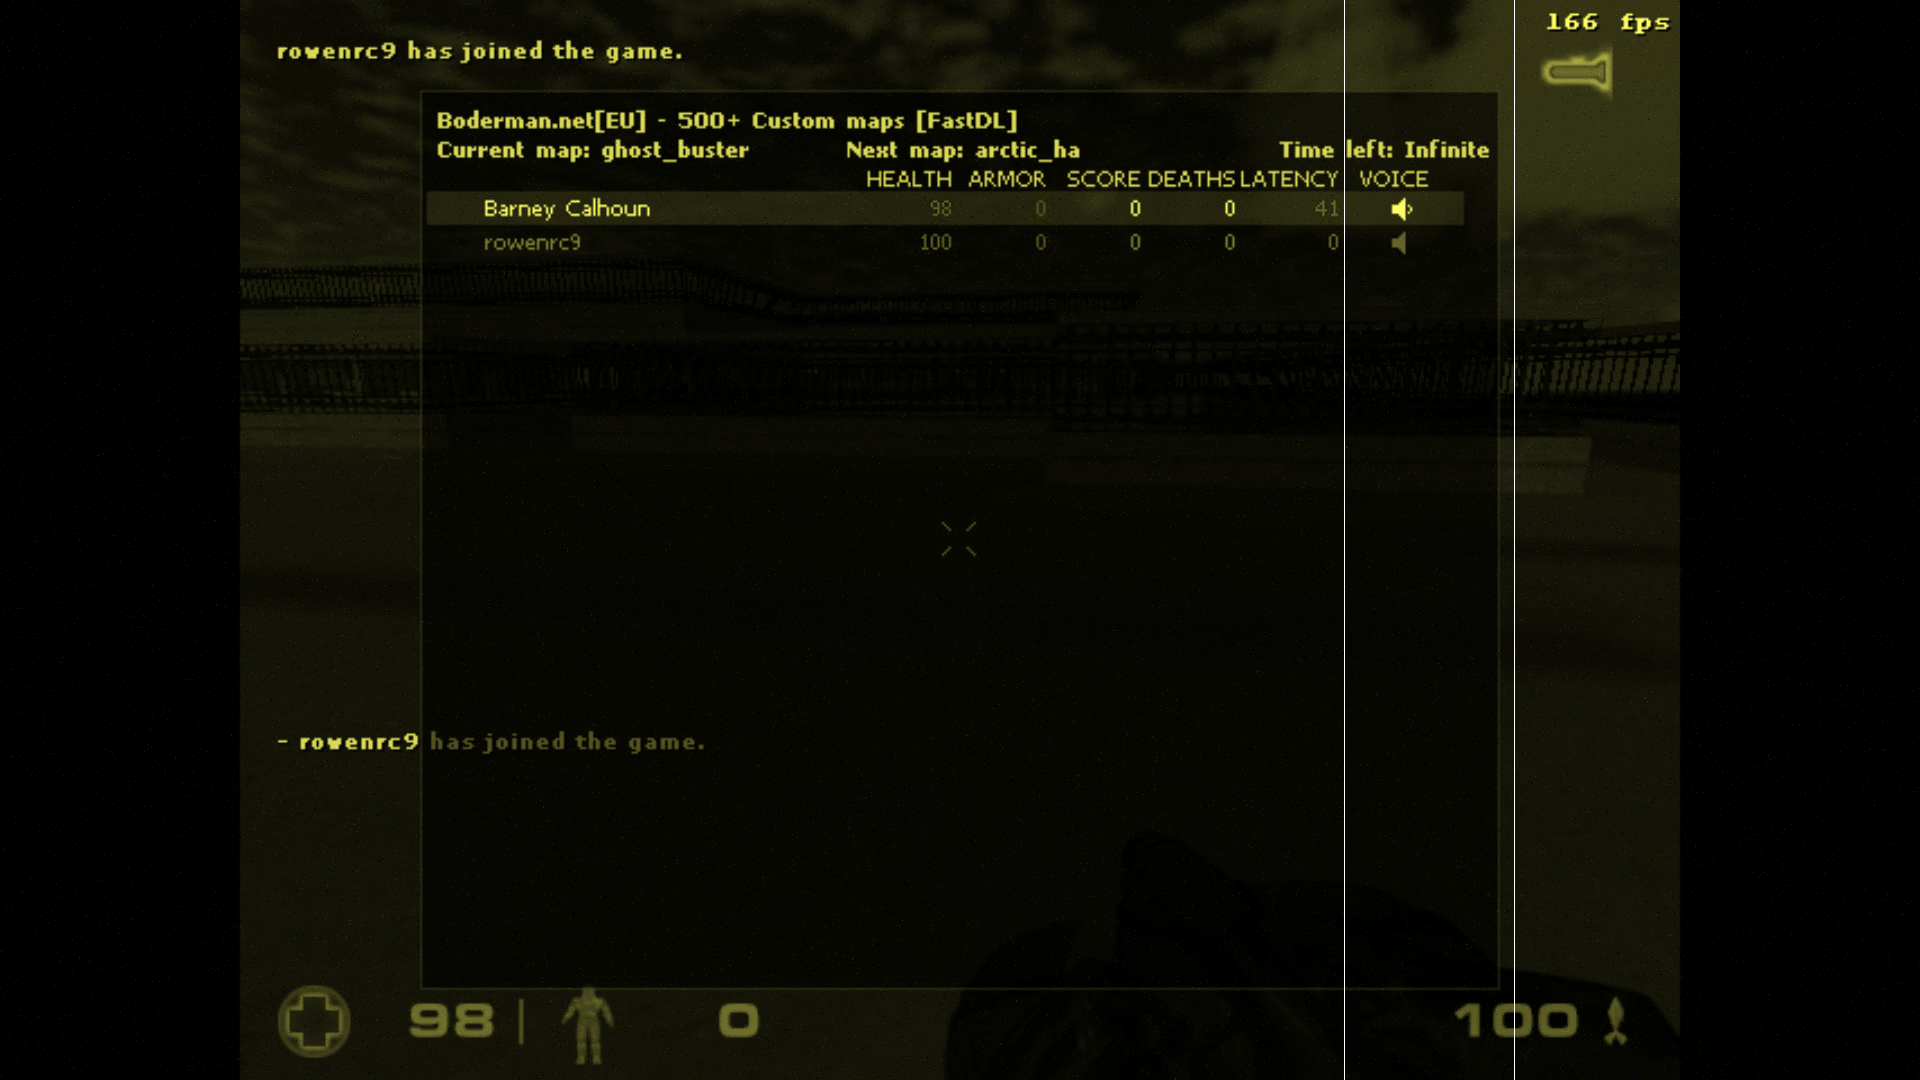 166 fps
rowenrc9 has joined the game.
Boderman.net[EU] - 500+ Custom maps [FastDL]
Current map: ghost_buster Next map: arctic_ha Time left: Infinite
HEALTH ARMOR SCORE DEATHS LATENCY VOICE
Barney Calhoun 98 0 0 0 41
rowenrc9 100 0 0 0 0
- rowenrc9 has joined the game.
98 | 0 100